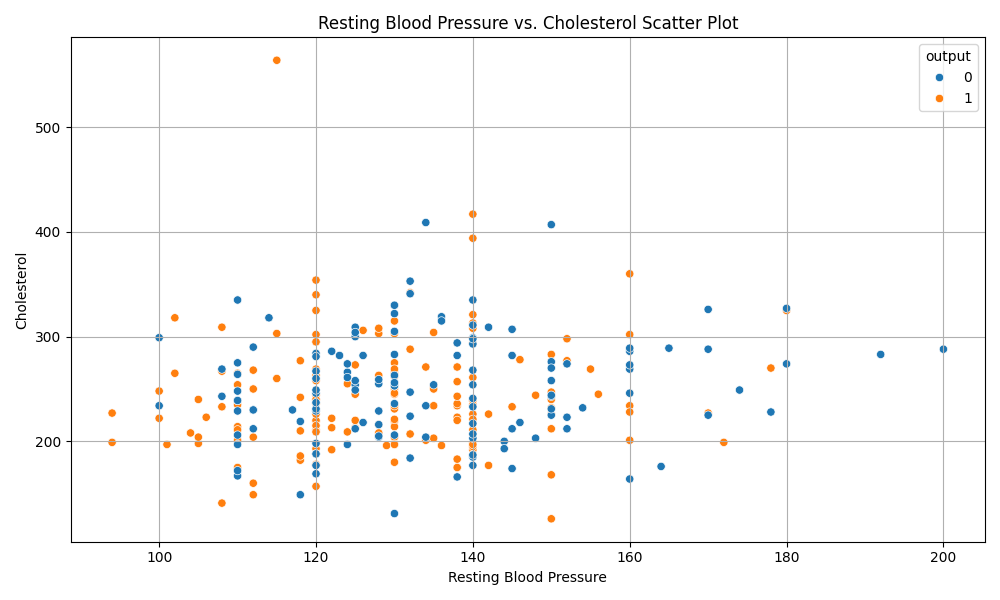 Resting Blood Pressure vs. Cholesterol Scatter Plot
output
0
1
500
400
300
200
Cholesterol
100 120 140 160 180 200
Resting Blood Pressure